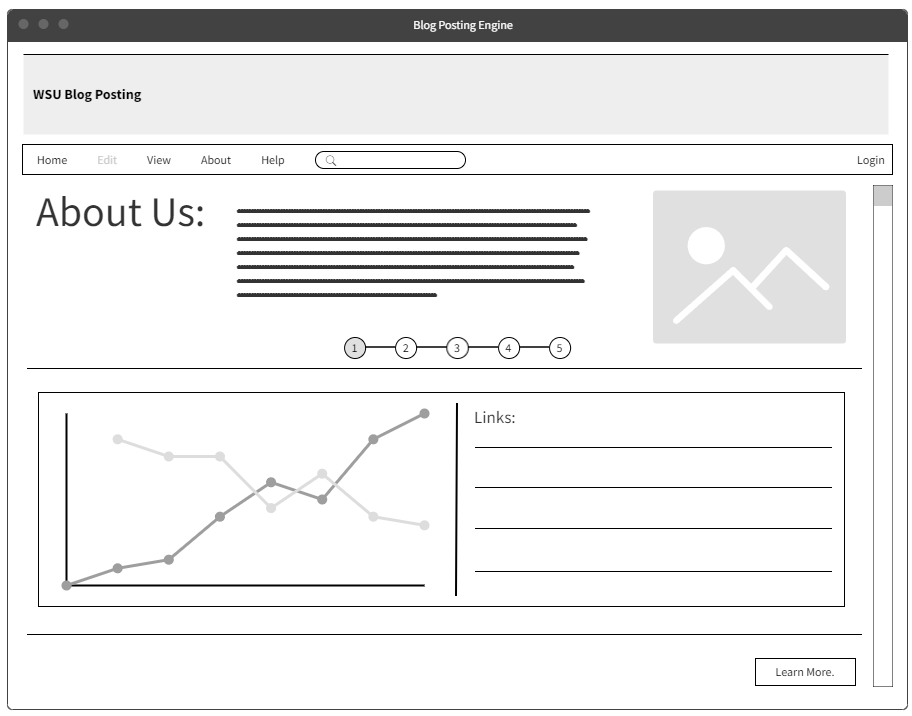 Blog Posting Engine
WSU Blog Posting
Home Edit View About Help Login
About Us:
1 2 3 4 5
Links:
Learn More.